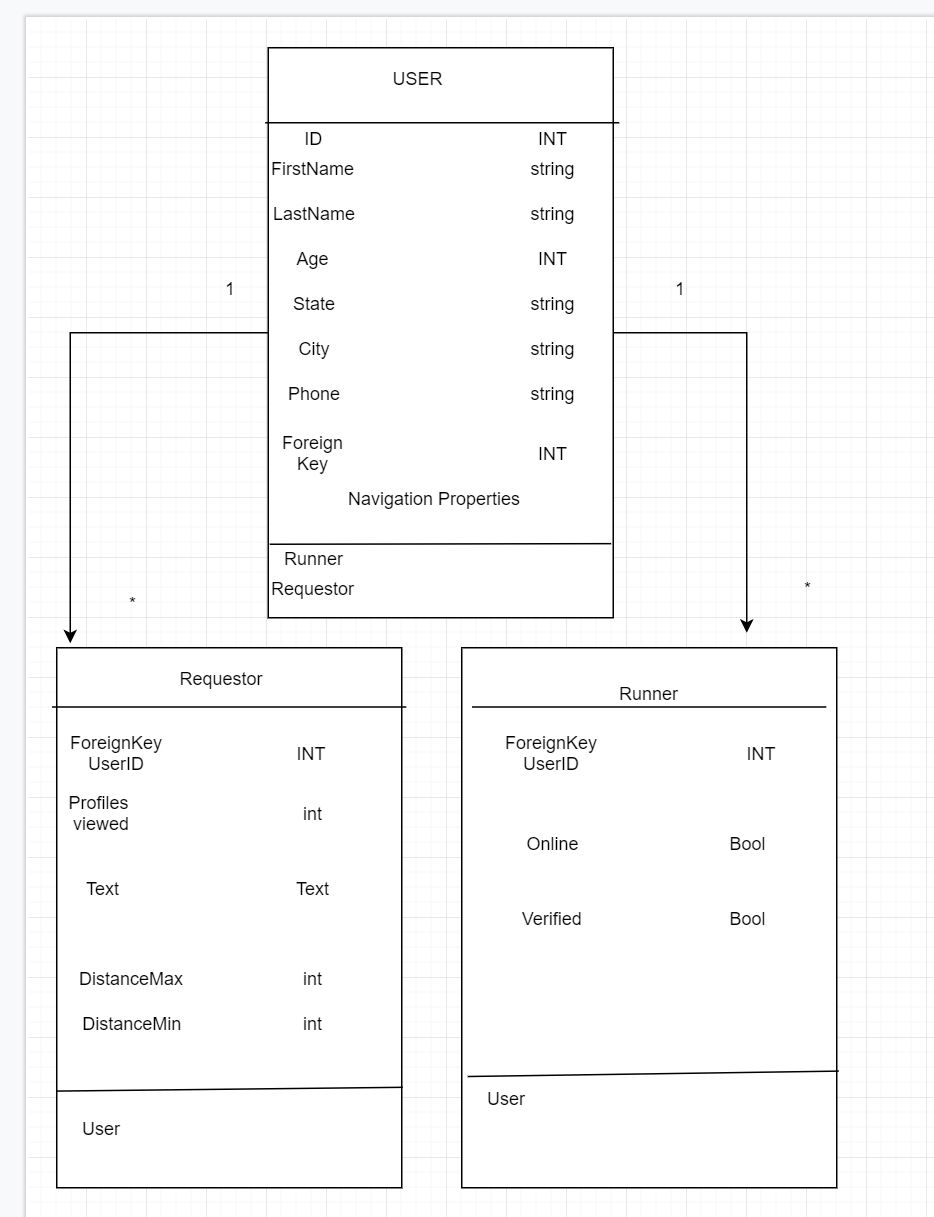 USER
ID INT
FirstName string
LastName string
Age INT
1
1
State string
City string
Phone string
Foreign
Key
INT
Navigation Properties
Runner
Requestor
*
*
Requestor
ForeignKey
UserID
INT
Profiles
viewed
int
Text Text
DistanceMax int
DistanceMin int
User
Runner
ForeignKey
UserID
INT
Online Bool
Verified Bool
User